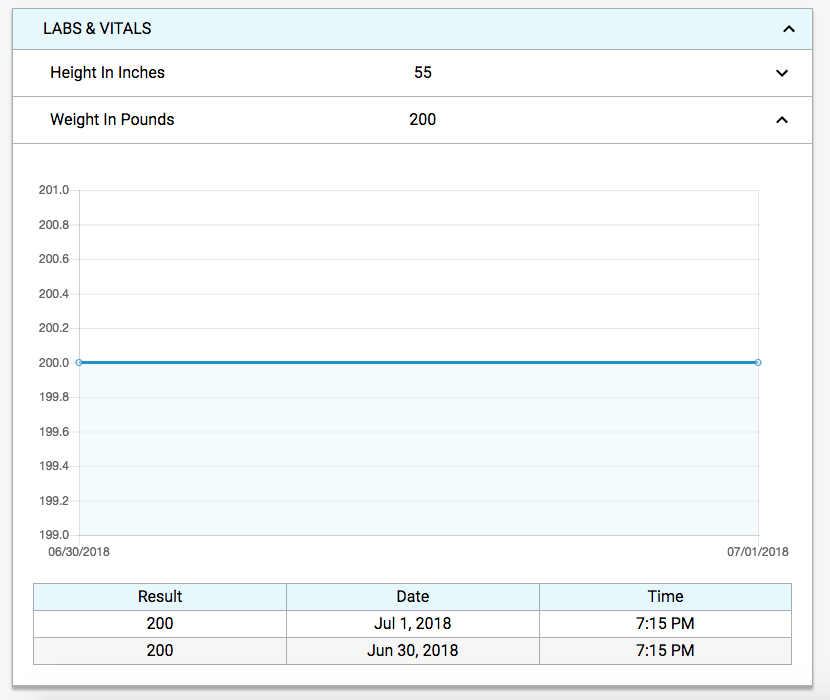 LABS & VITALS
Height In Inches 55
Weight In Pounds 200
201.0
200.8
200.6
200.4
200.2
200.0
199.8
199.6
199.4
199.2
199.0
06/30/2018 07/01/2018
Result Date Time
200 Jul 1, 2018 7:15 PM
200 Jun 30, 2018 7:15 PM